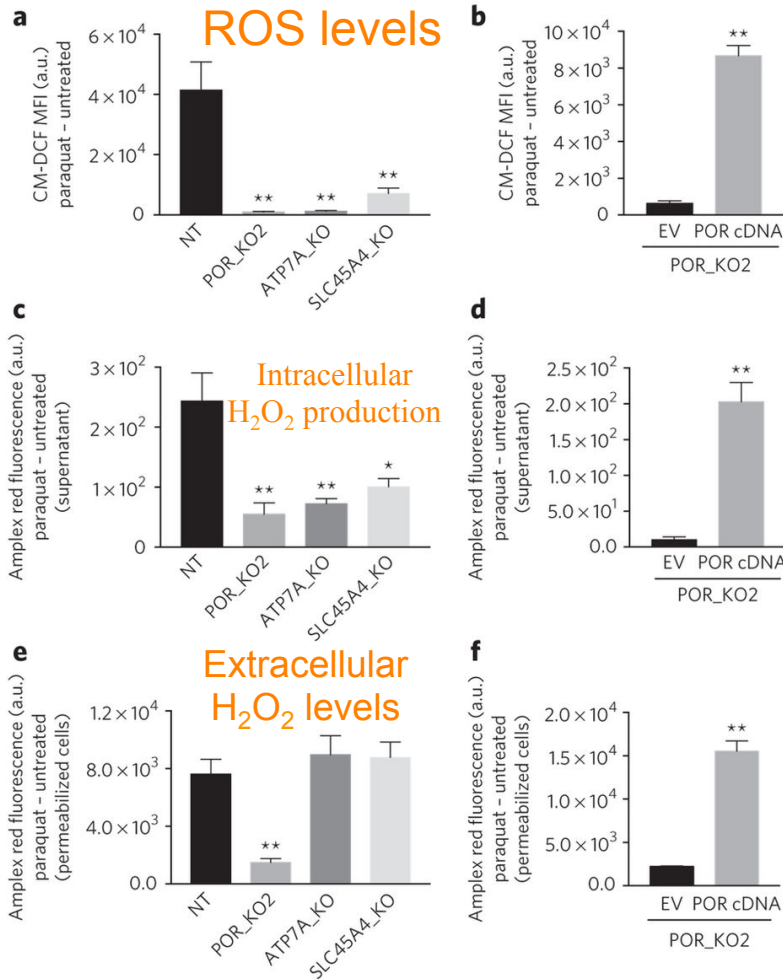 a
ROS levels
CM-DCF MFI (a.u.)
paraquat – untreated
6 × 10⁴
4 × 10⁴
2 × 10⁴
0
**
**
**
NT
POR_KO2
ATP7A_KO
SLC45A4_KO
b
CM-DCF MFI (a.u.)
paraquat – untreated
10 × 10³
8 × 10³
6 × 10³
4 × 10³
2 × 10³
0
**
EV POR cDNA
POR_KO2
c
Intracellular
H₂O₂ production
Amplex red fluorescence (a.u.)
paraquat – untreated
(supernatant)
3 × 10²
2 × 10²
1 × 10²
0
**
**
*
NT
POR_KO2
ATP7A_KO
SLC45A4_KO
d
Amplex red fluorescence (a.u.)
paraquat – untreated
(supernatant)
2.5 × 10²
2.0 × 10²
1.5 × 10²
1.0 × 10²
5.0 × 10¹
0.0
**
EV POR cDNA
POR_KO2
e
Extracellular
H₂O₂ levels
Amplex red fluorescence (a.u.)
paraquat – untreated
(permeabilized cells)
1.2 × 10⁴
8.0 × 10³
4.0 × 10³
0.0
**
NT
POR_KO2
ATP7A_KO
SLC45A4_KO
f
Amplex red fluorescence (a.u.)
paraquat – untreated
(permeabilized cells)
2.0 × 10⁴
1.5 × 10⁴
1.0 × 10⁴
5.0 × 10³
0.0
**
EV POR cDNA
POR_KO2